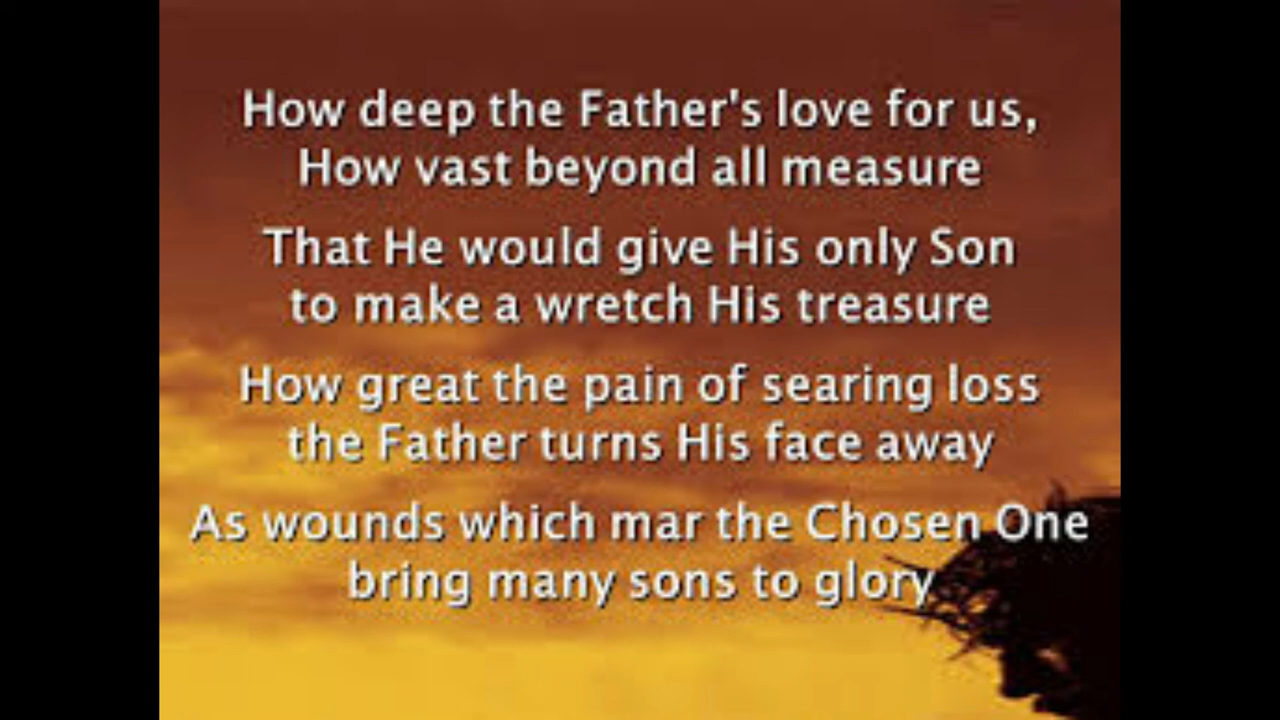 How deep the Father's love for us,
How vast beyond all measure
That He would give His only Son
to make a wretch His treasure
How great the pain of searing loss
the Father turns His face away
As wounds which mar the Chosen One
bring many sons to glory